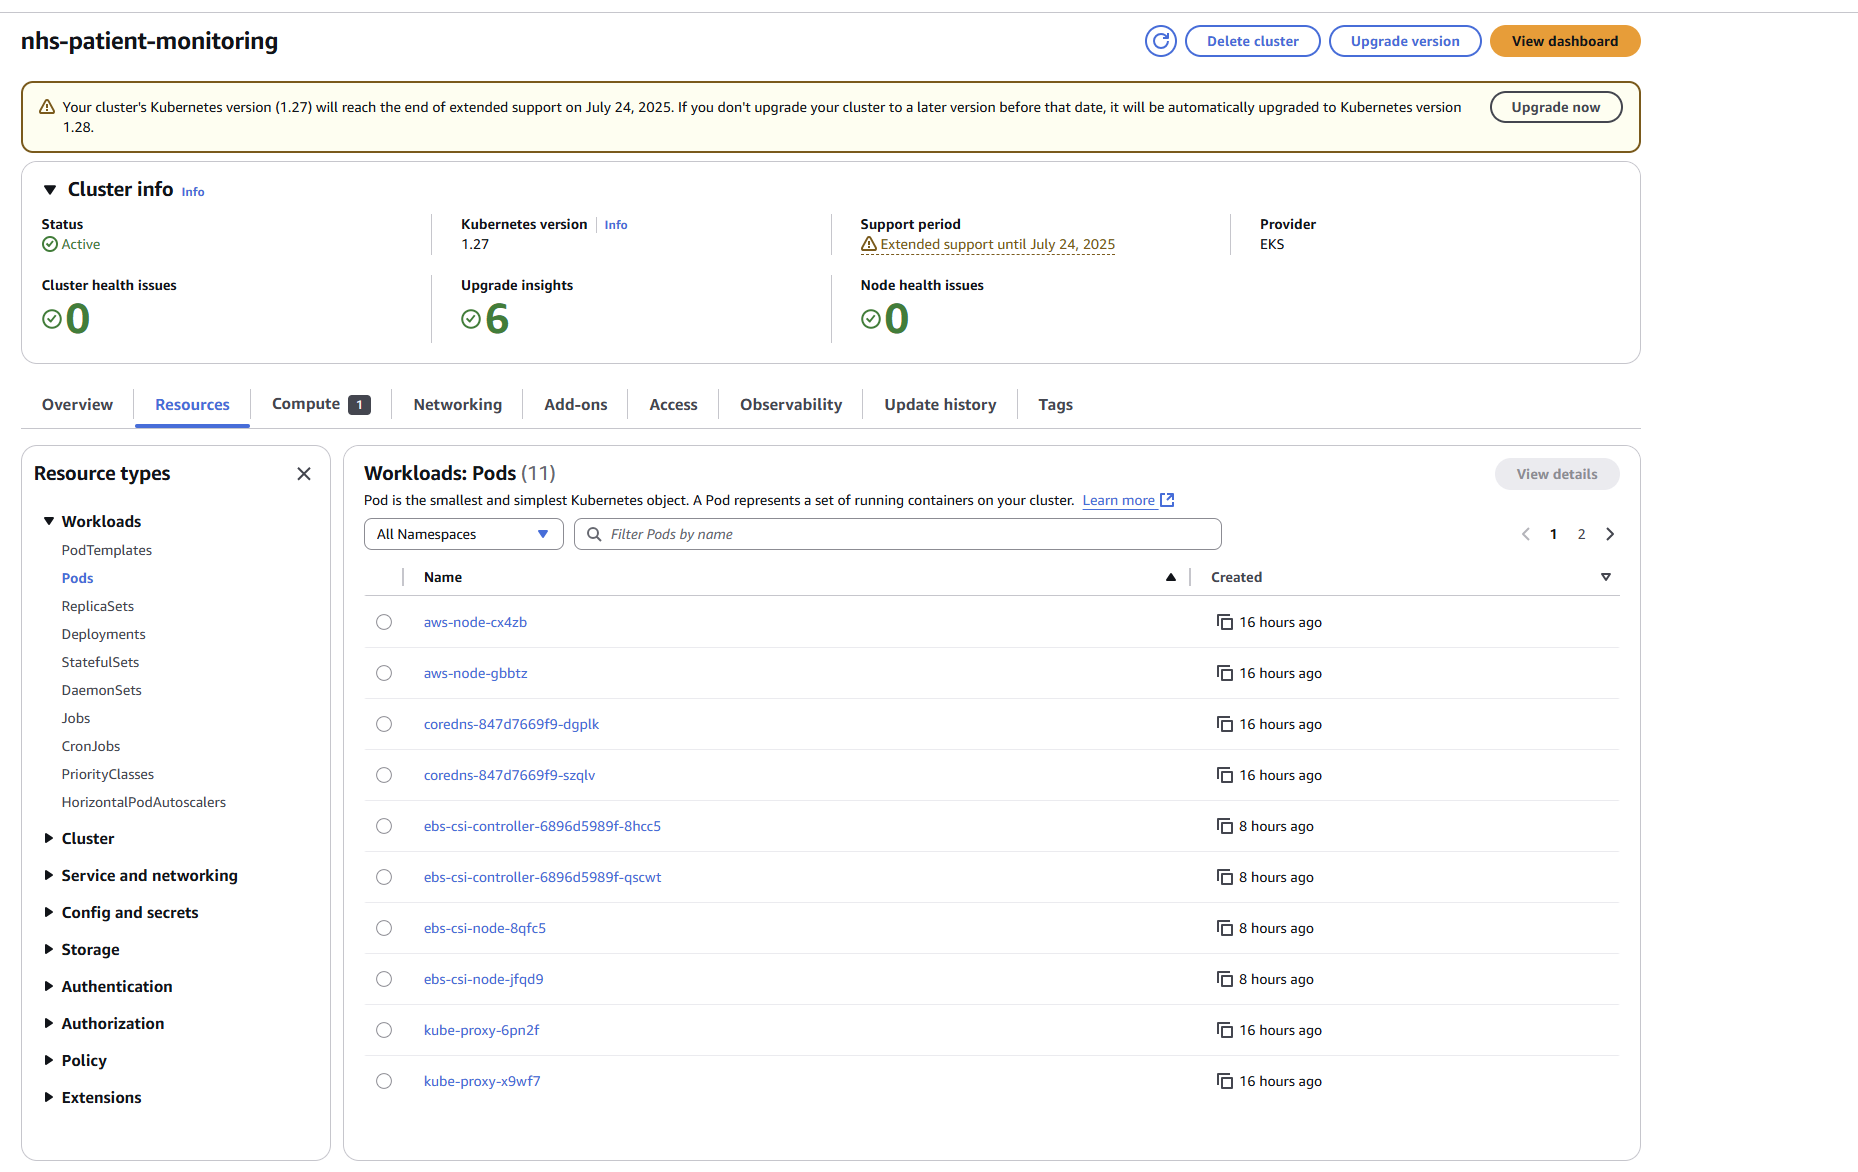 nhs-patient-monitoring
Delete cluster
Upgrade version
View dashboard
Your cluster's Kubernetes version (1.27) will reach the end of extended support on July 24, 2025. If you don't upgrade your cluster to a later version before that date, it will be automatically upgraded to Kubernetes version
1.28.
Upgrade now
Cluster info Info
Status
Active
Kubernetes version Info
1.27
Support period
Extended support until July 24, 2025
Provider
EKS
Cluster health issues
0
Upgrade insights
6
Node health issues
0
Overview
Resources
Compute 1
Networking
Add-ons
Access
Observability
Update history
Tags
Resource types
Workloads
PodTemplates
Pods
ReplicaSets
Deployments
StatefulSets
DaemonSets
Jobs
CronJobs
PriorityClasses
HorizontalPodAutoscalers
Cluster
Service and networking
Config and secrets
Storage
Authentication
Authorization
Policy
Extensions
Workloads: Pods (11)
View details
Pod is the smallest and simplest Kubernetes object. A Pod represents a set of running containers on your cluster. Learn more
All Namespaces
Filter Pods by name
1 2
Name Created
aws-node-cx4zb 16 hours ago
aws-node-gbbtz 16 hours ago
coredns-847d7669f9-dgplk 16 hours ago
coredns-847d7669f9-szqlv 16 hours ago
ebs-csi-controller-6896d5989f-8hcc5 8 hours ago
ebs-csi-controller-6896d5989f-qscwt 8 hours ago
ebs-csi-node-8qfc5 8 hours ago
ebs-csi-node-jfqd9 8 hours ago
kube-proxy-6pn2f 16 hours ago
kube-proxy-x9wf7 16 hours ago